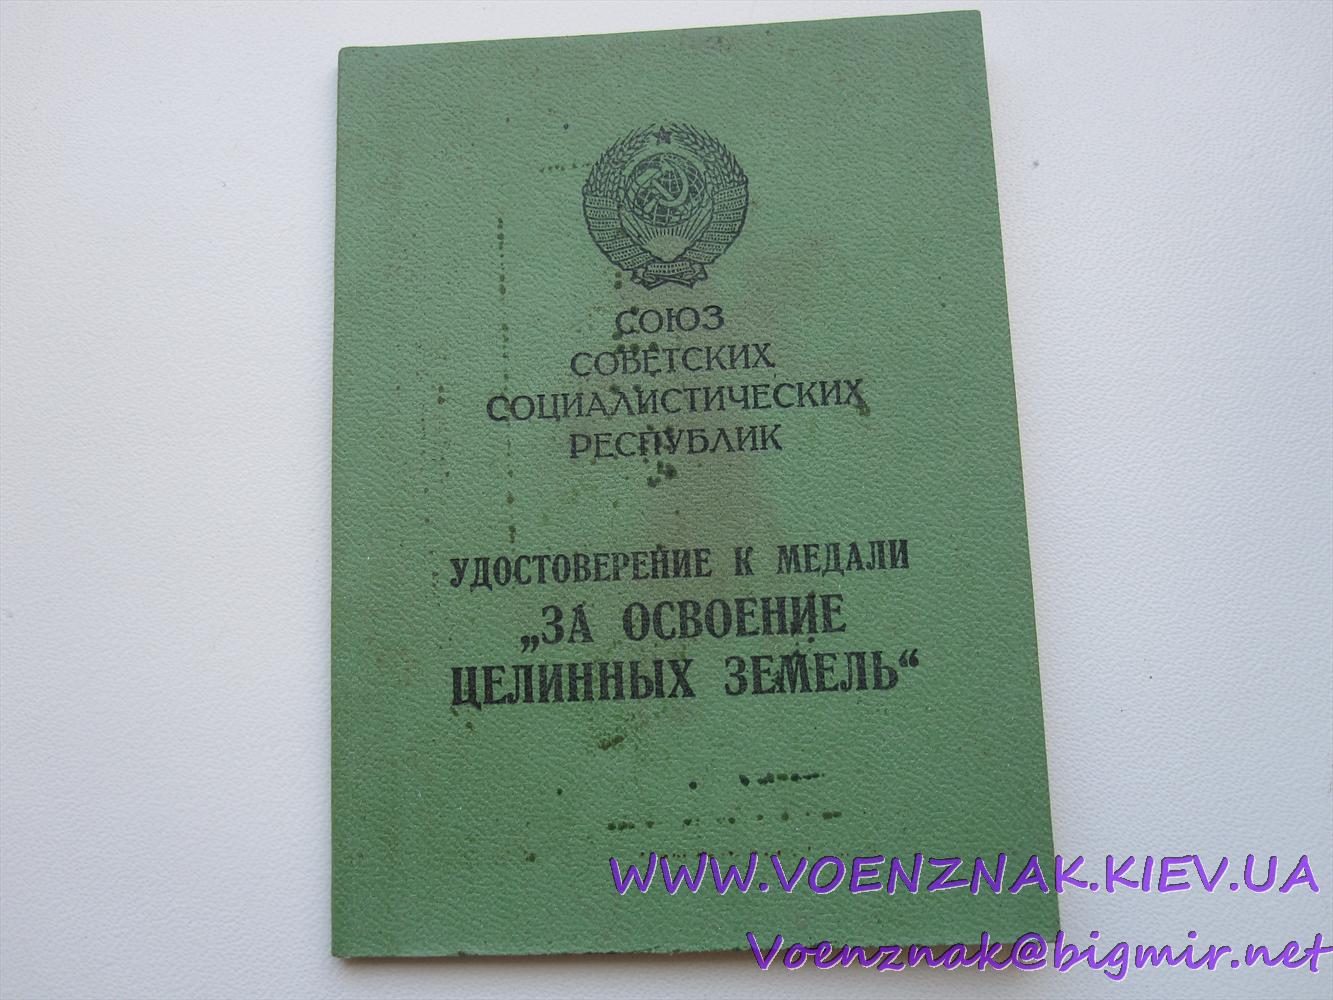 СОЮЗ
СОВЕТСКИХ
СОЦИАЛИСТИЧЕСКИХ
РЕСПУБЛИК
УДОСТОВЕРЕНИЕ К МЕДАЛИ
„ЗА ОСВОЕНИЕ
ЦЕЛИННЫХ ЗЕМЕЛЬ“
WWW.VOENZNAK.KIEV.UA
Voenznak@bigmir.net